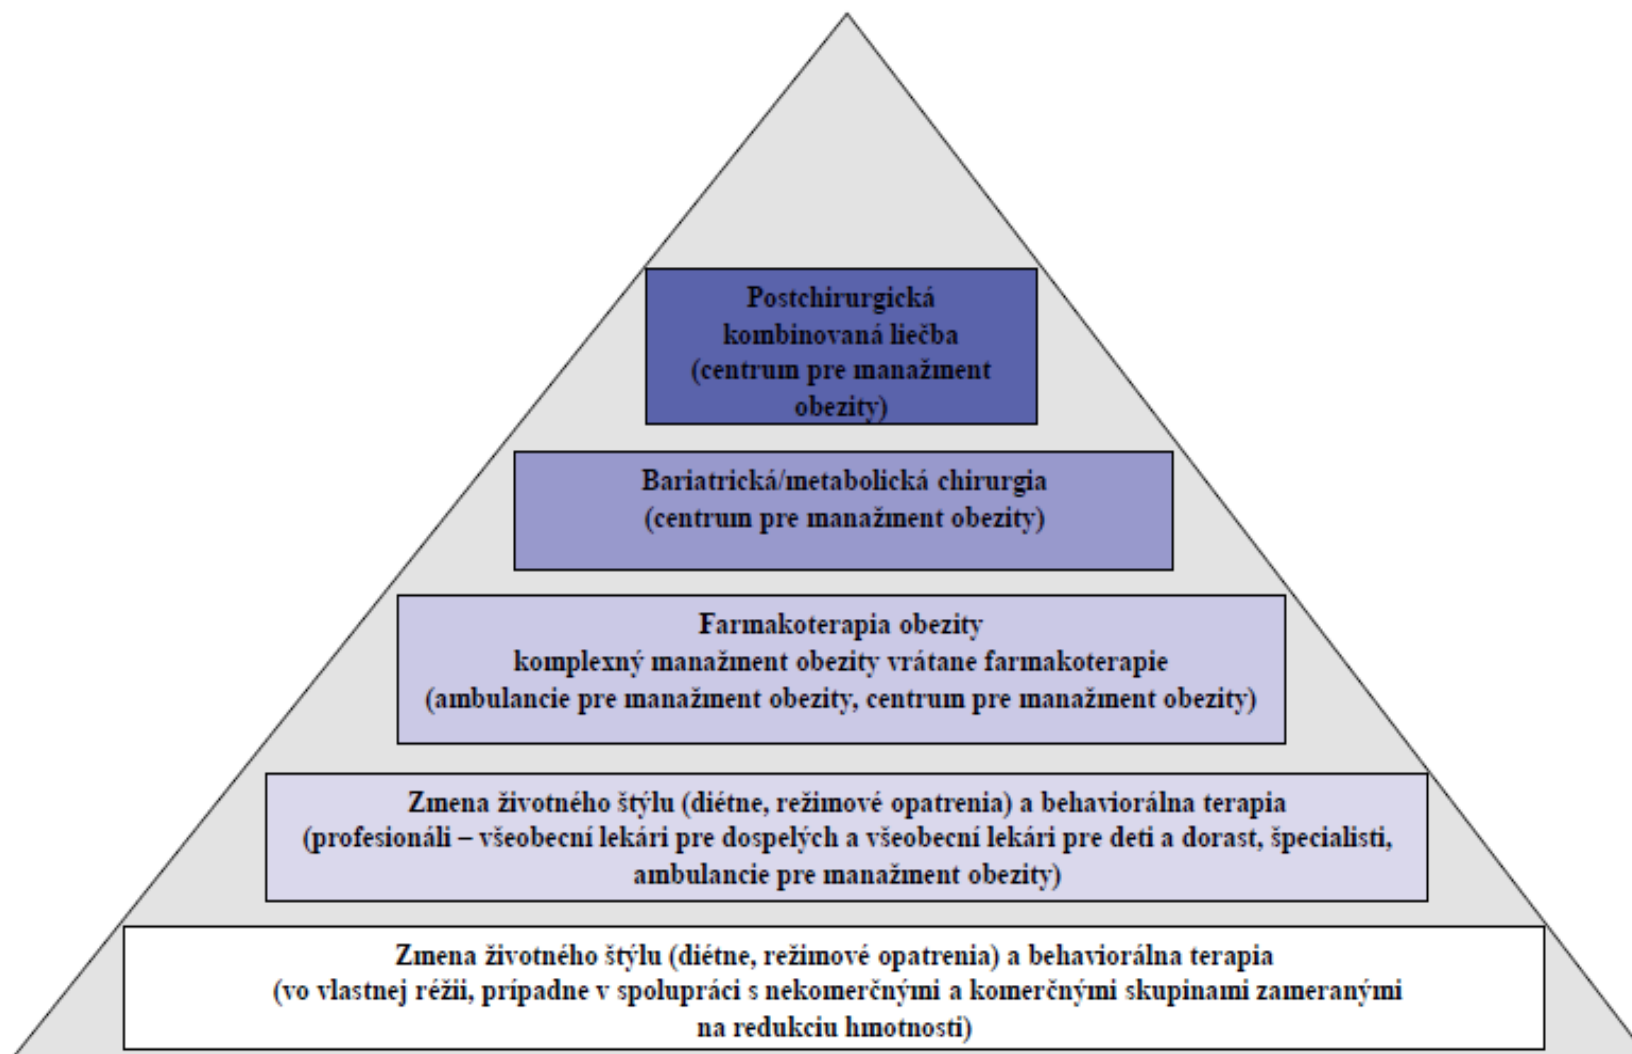 Postchirurgická
kombinovaná liečba
(centrum pre manažment
obezity)
Bariatrická/metabolická chirurgia
(centrum pre manažment obezity)
Farmakoterapia obezity
komplexný manažment obezity vrátane farmakoterapie
(ambulancie pre manažment obezity, centrum pre manažment obezity)
Zmena životného štýlu (diétne, režimové opatrenia) a behaviorálna terapia
(profesionáli – všeobecní lekári pre dospelých a všeobecní lekári pre deti a dorast, špecialisti,
ambulancie pre manažment obezity)
Zmena životného štýlu (diétne, režimové opatrenia) a behaviorálna terapia
(vo vlastnej réžii, prípadne v spolupráci s nekomerčnými a komerčnými skupinami zameranými
na redukciu hmotnosti)